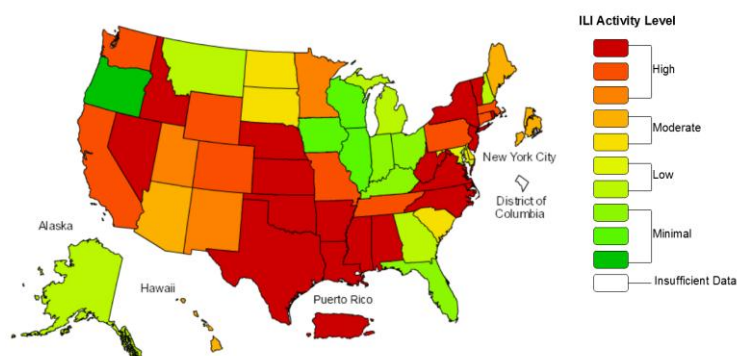 ILI Activity Level
High
Moderate
Low
Minimal
Insufficient Data
New York City
District of
Columbia
Alaska
Hawaii
Puerto Rico